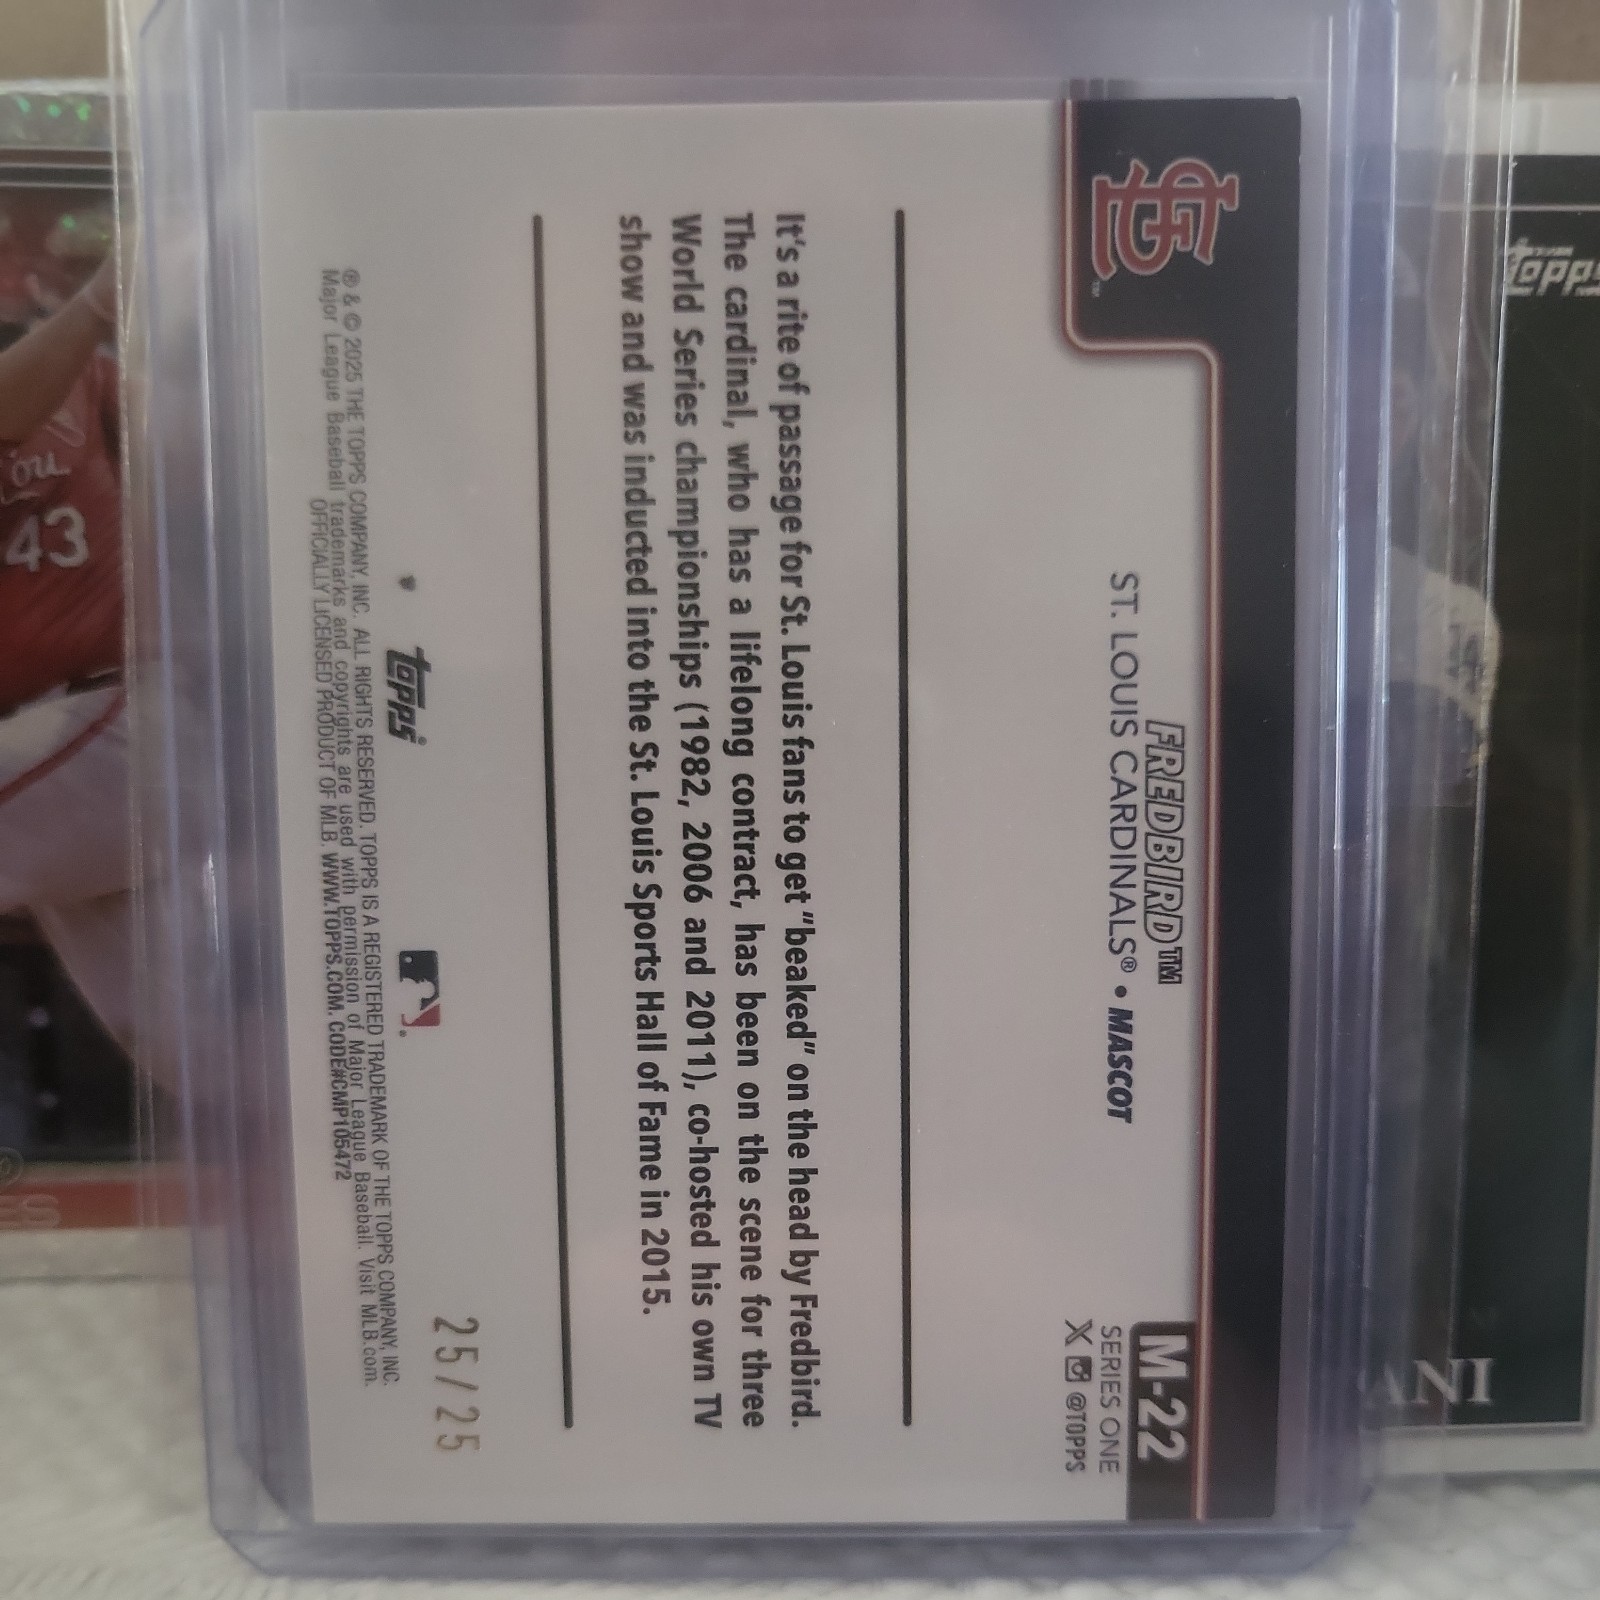 FREDBIRD™
ST. LOUIS CARDINALS® • MASCOT
M-22
SERIES ONE
X @TOPPS
STL™
It's a rite of passage for St. Louis fans to get "beaked" on the head by Fredbird.
The cardinal, who has a lifelong contract, has been on the scene for three
World Series championships (1982, 2006 and 2011), co-hosted his own TV
show and was inducted into the St. Louis Sports Hall of Fame in 2015.
topps®
25/25
® & © 2025 THE TOPPS COMPANY, INC. ALL RIGHTS RESERVED. TOPPS IS A REGISTERED TRADEMARK OF THE TOPPS COMPANY, INC.
Major League Baseball trademarks and copyrights are used with permission of Major League Baseball. Visit MLB.com.
OFFICIALLY LICENSED PRODUCT OF MLB. WWW.TOPPS.COM. CODE#CMP105472
topps
ANI
43